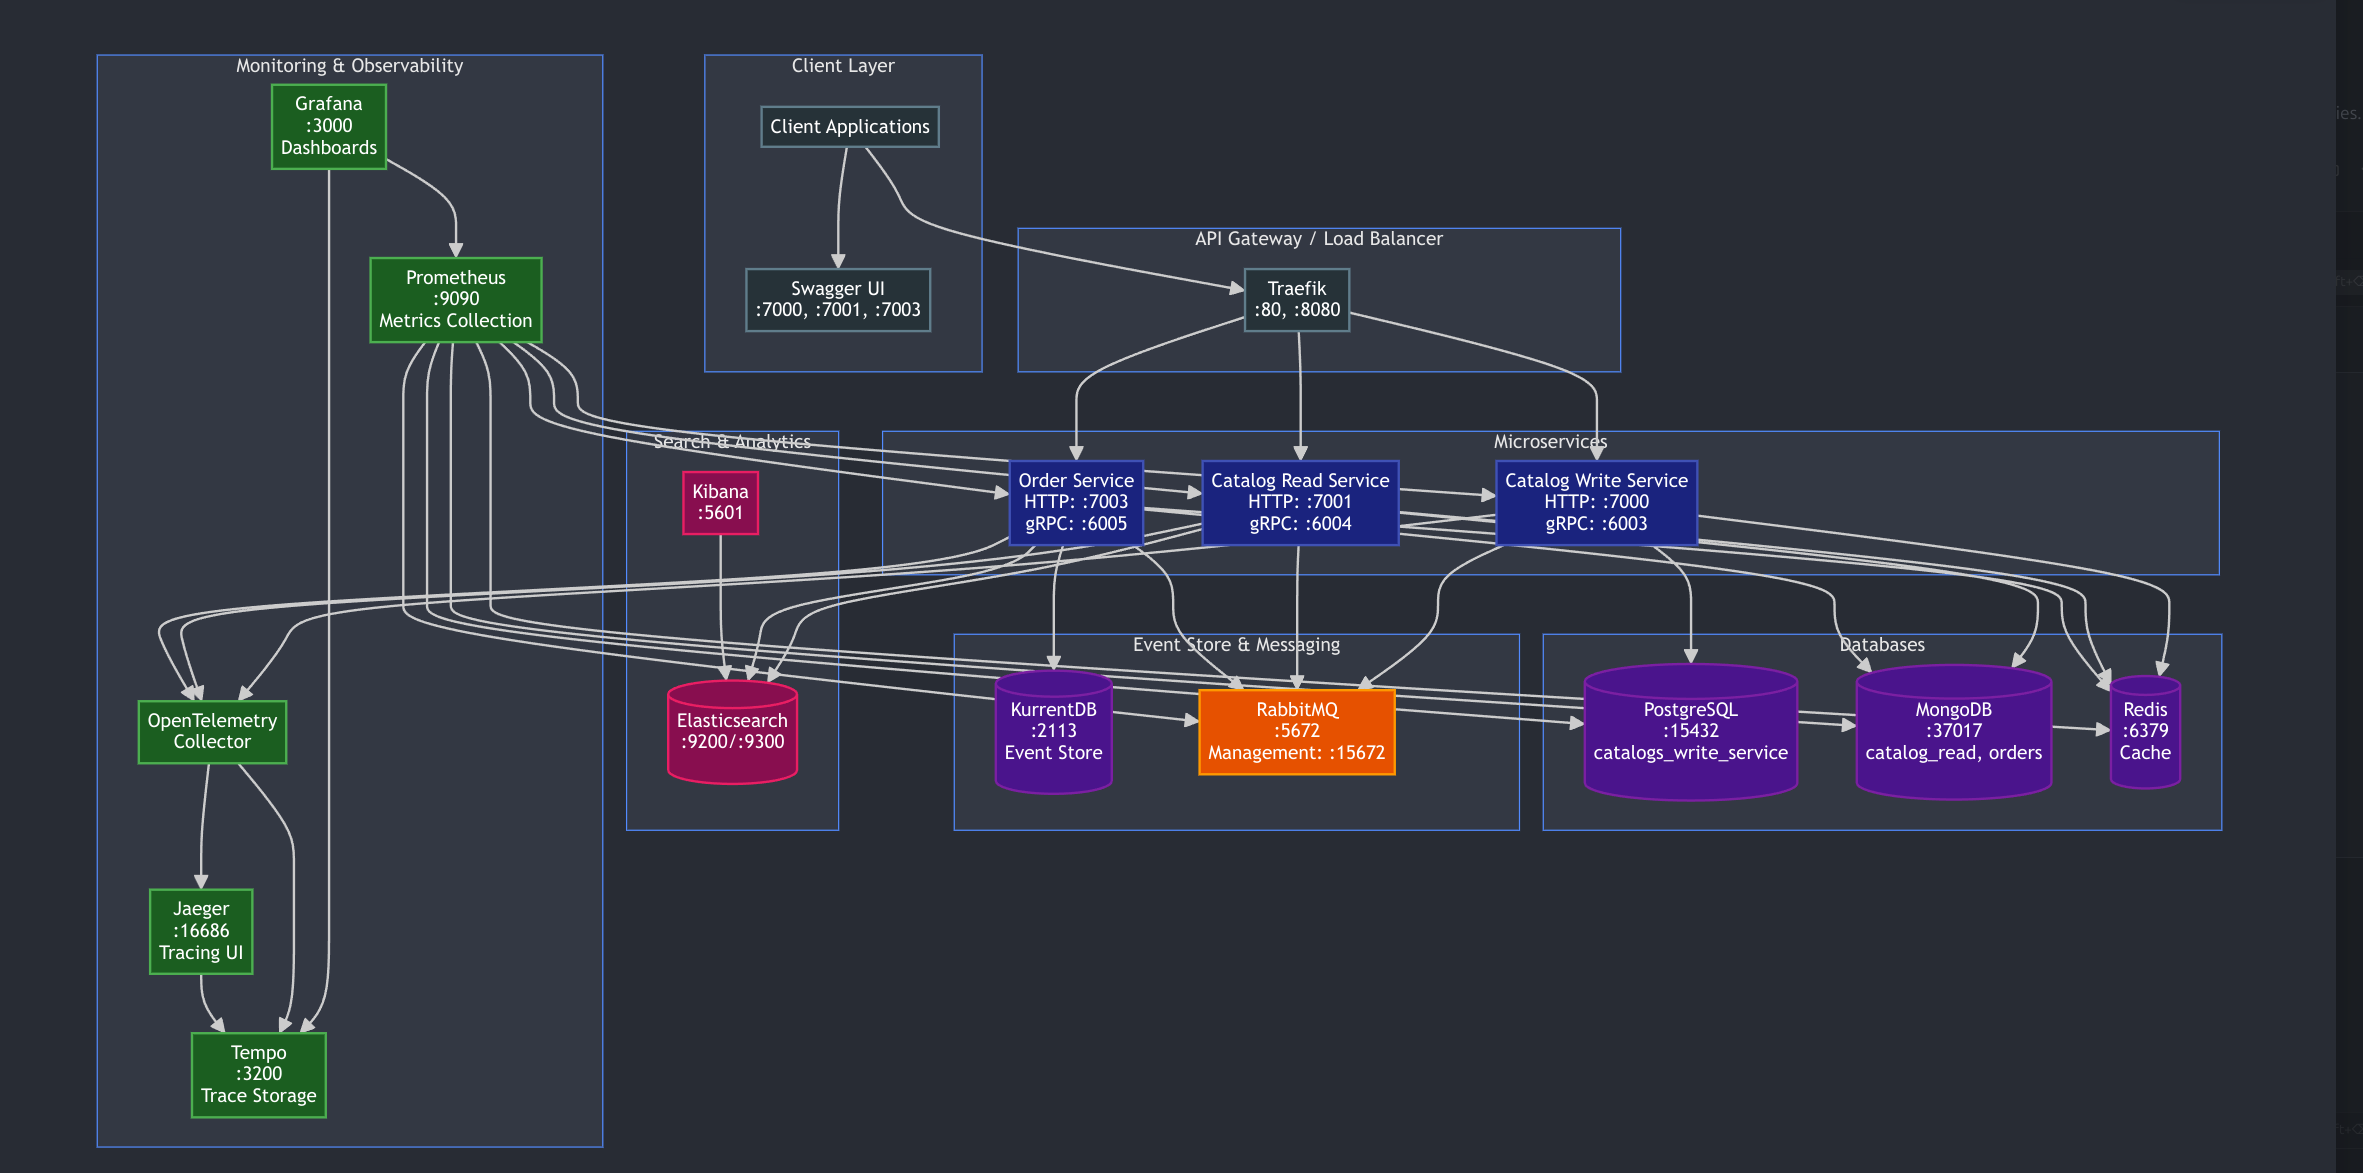 Monitoring & Observability
Grafana
:3000
Dashboards
Prometheus
:9090
Metrics Collection
OpenTelemetry
Collector
Jaeger
:16686
Tracing UI
Tempo
:3200
Trace Storage
Client Layer
Client Applications
Swagger UI
:7000, :7001, :7003
API Gateway / Load Balancer
Traefik
:80, :8080
Search & Analytics
Kibana
:5601
Elasticsearch
:9200/:9300
Microservices
Order Service
HTTP: :7003
gRPC: :6005
Catalog Read Service
HTTP: :7001
gRPC: :6004
Catalog Write Service
HTTP: :7000
gRPC: :6003
Event Store & Messaging
KurrentDB
:2113
Event Store
RabbitMQ
:5672
Management: :15672
Databases
PostgreSQL
:15432
catalogs_write_service
MongoDB
:37017
catalog_read, orders
Redis
:6379
Cache
ies.